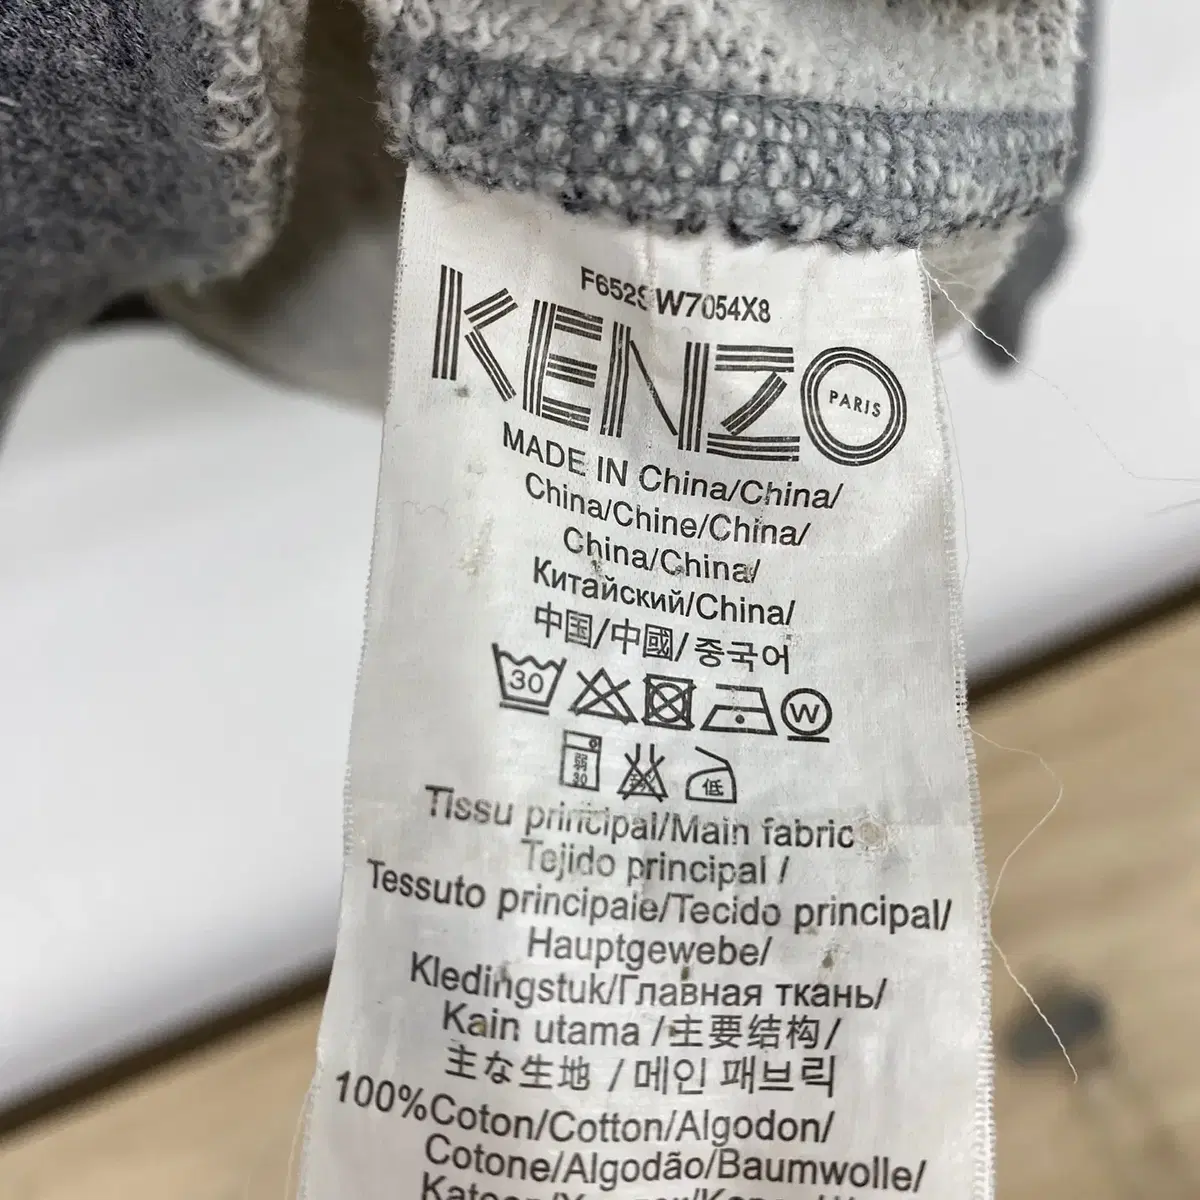 F652S W7054X8
KENZO PARIS
MADE IN China/China/
China/Chine/China/
China/China/
Китайский/China/
中国/中國/중국어
30 W
弱 30 低
Tissu principal/Main fabric
Tejido principal /
Tessuto principale/Tecido principal/
Hauptgewebe/
Kledingstuk/Главная ткань/
Kain utama /主要结构/
主な生地 / 메인 패브릭
100%Coton/Cotton/Algodon/
Cotone/Algodão/Baumwolle/